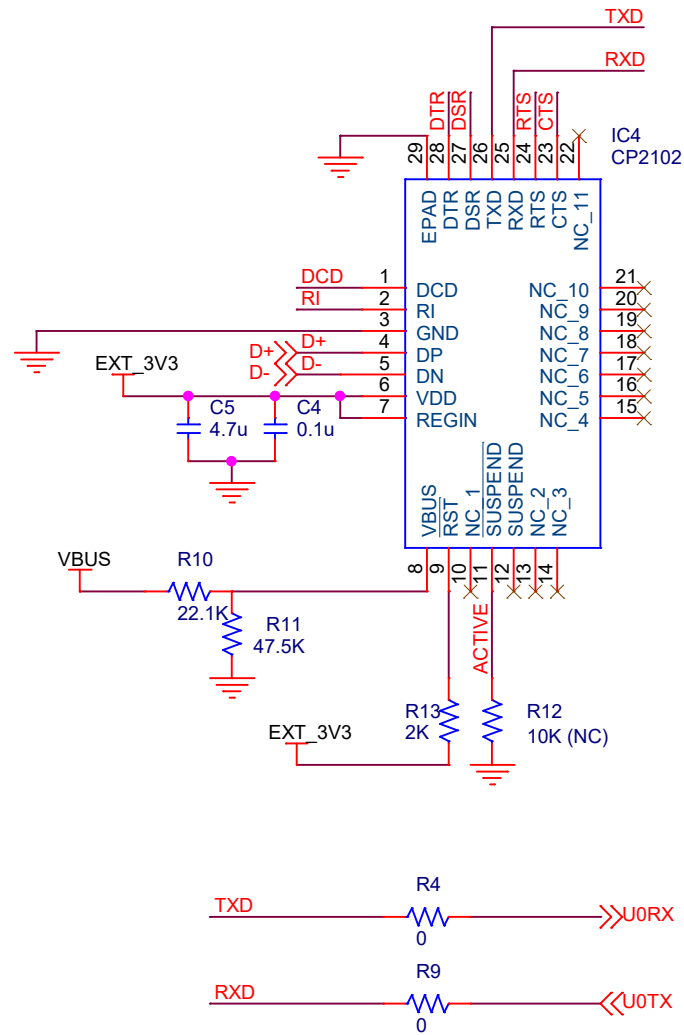 TXD
RXD
DTR
DSR
RTS
CTS
IC4
CP2102
29
28
27
26
25
24
23
22
EPAD
DTR
DSR
TXD
RXD
RTS
CTS
NC_11
DCD
1
DCD
NC_10
21
RI
2
RI
NC_9
20
3
GND
NC_8
19
D+
D+
4
DP
NC_7
18
D-
D-
5
DN
NC_6
17
EXT_3V3
6
VDD
NC_5
16
7
REGIN
NC_4
15
C5
4.7u
C4
0.1u
VBUS
RST
NC_1
SUSPEND
SUSPEND
NC_2
NC_3
8
9
10
11
12
13
14
VBUS
R10
22.1K
R11
47.5K
ACTIVE
R13
2K
R12
10K (NC)
EXT_3V3
TXD
R4
0
U0RX
RXD
R9
0
U0TX